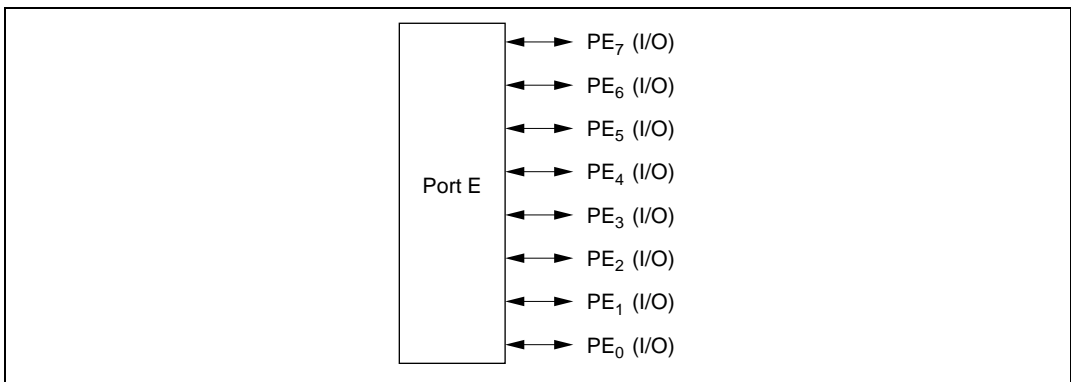 PE₇ (I/O)
PE₆ (I/O)
PE₅ (I/O)
PE₄ (I/O)
Port E
PE₃ (I/O)
PE₂ (I/O)
PE₁ (I/O)
PE₀ (I/O)